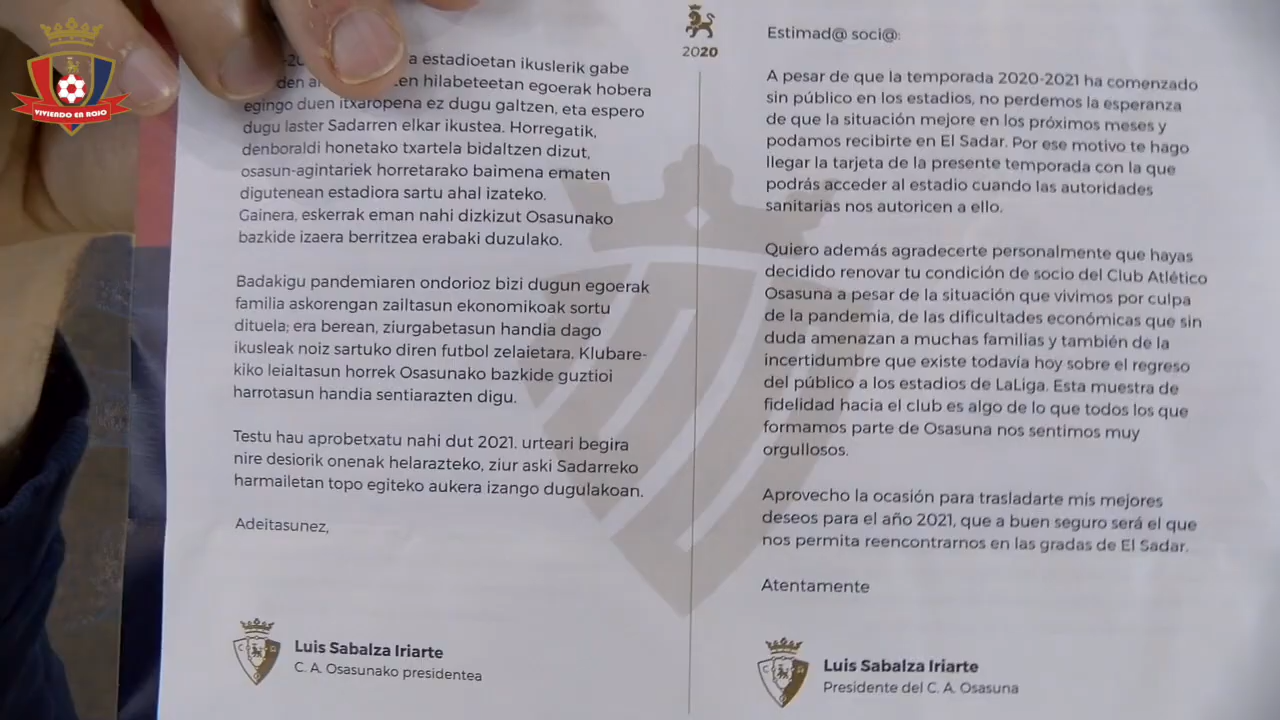 VIVIENDO EN ROJO
2020
a estadioetan ikuslerik gabe
hilabeteetan egoerak hobera
egingo duen itxaropena ez dugu galtzen, eta espero
dugu laster Sadarren elkar ikustea. Horregatik,
denboraldi honetako txartela bidaltzen dizut,
osasun-agintariek horretarako baimena ematen
digutenean estadiora sartu ahal izateko.
Gainera, eskerrak eman nahi dizkizut Osasunako
bazkide izaera berritzea erabaki duzulako.
Badakigu pandemiaren ondorioz bizi dugun egoerak
familia askorengan zailtasun ekonomikoak sortu
dituela; era berean, ziurgabetasun handia dago
ikusleak noiz sartuko diren futbol zelaietara. Klubare-
kiko leialtasun horrek Osasunako bazkide guztioi
harrotasun handia sentiarazten digu.
Testu hau aprobetxatu nahi dut 2021. urteari begira
nire desiorik onenak helarazteko, ziur aski Sadarreko
harmailetan topo egiteko aukera izango dugulakoan.
Adeitasunez,
Luis Sabalza Iriarte
C. A. Osasunako presidentea
Estimad@ soci@:
A pesar de que la temporada 2020-2021 ha comenzado
sin público en los estadios, no perdemos la esperanza
de que la situación mejore en los próximos meses y
podamos recibirte en El Sadar. Por ese motivo te hago
llegar la tarjeta de la presente temporada con la que
podrás acceder al estadio cuando las autoridades
sanitarias nos autoricen a ello.
Quiero además agradecerte personalmente que hayas
decidido renovar tu condición de socio del Club Atlético
Osasuna a pesar de la situación que vivimos por culpa
de la pandemia, de las dificultades económicas que sin
duda amenazan a muchas familias y también de la
incertidumbre que existe todavía hoy sobre el regreso
del público a los estadios de LaLiga. Esta muestra de
fidelidad hacia el club es algo de lo que todos los que
formamos parte de Osasuna nos sentimos muy
orgullosos.
Aprovecho la ocasión para trasladarte mis mejores
deseos para el año 2021, que a buen seguro será el que
nos permita reencontrarnos en las gradas de El Sadar.
Atentamente
Luis Sabalza Iriarte
Presidente del C. A. Osasuna